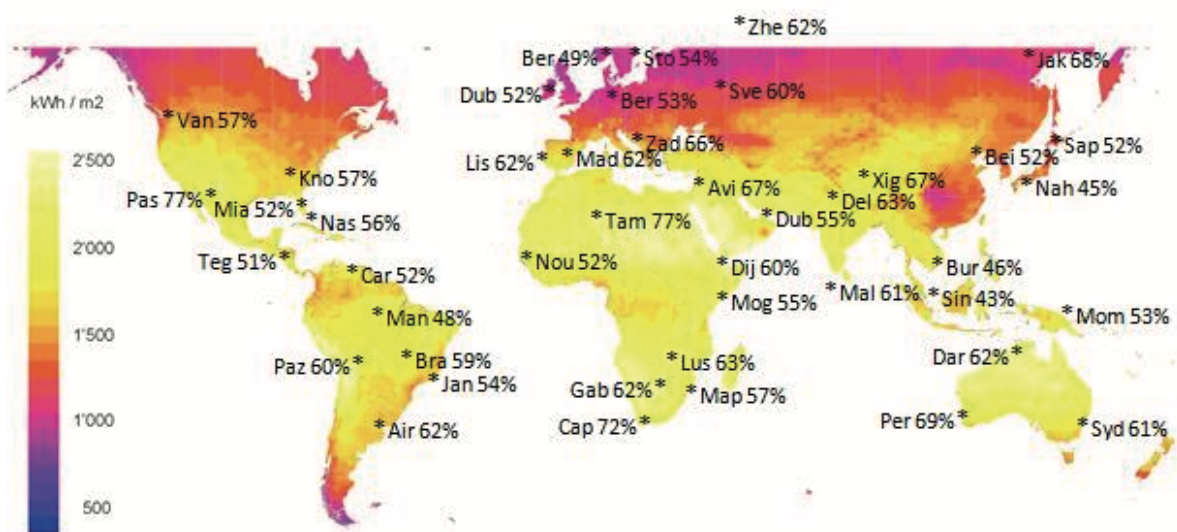 Zhe 62%
Ber 49%
Sto 54%
Jak 68%
kWh / m2
Dub 52%
Ber 53%
Sve 60%
Van 57%
Zad 66%
Sap 52%
2'500
Lis 62%
Mad 62%
Bei 52%
Kno 57%
Avi 67%
Xig 67%
Nah 45%
Pas 77%
Mia 52%
Del 63%
Nas 56%
Tam 77%
Dub 55%
2'000
Teg 51%
Car 52%
Nou 52%
Dij 60%
Bur 46%
Mal 61%
Sin 43%
Mog 55%
Man 48%
Mom 53%
1'500
Paz 60%
Bra 59%
Lus 63%
Dar 62%
Jan 54%
Gab 62%
Map 57%
1'000
Air 62%
Cap 72%
Per 69%
Syd 61%
500